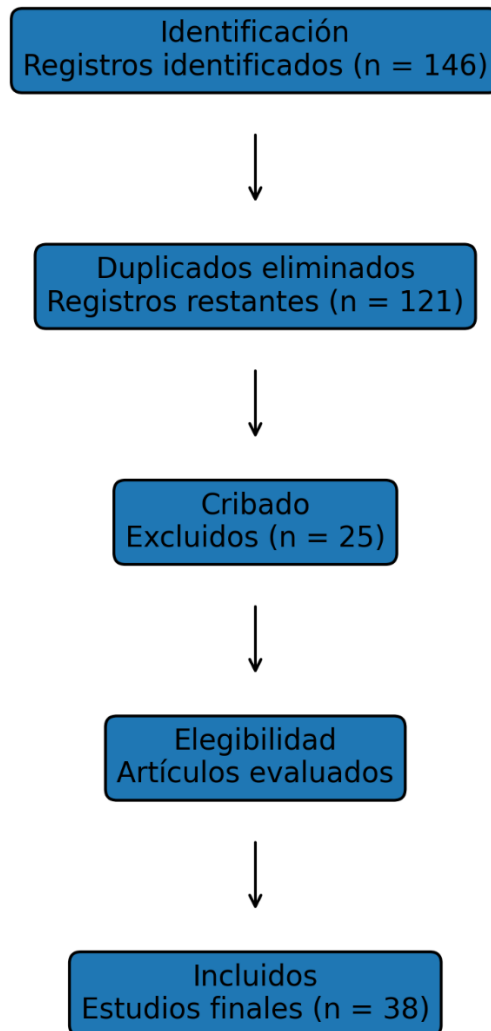 Identificación
Registros identificados (n = 146)
Duplicados eliminados
Registros restantes (n = 121)
Cribado
Excluidos (n = 25)
Elegibilidad
Artículos evaluados
Incluidos
Estudios finales (n = 38)